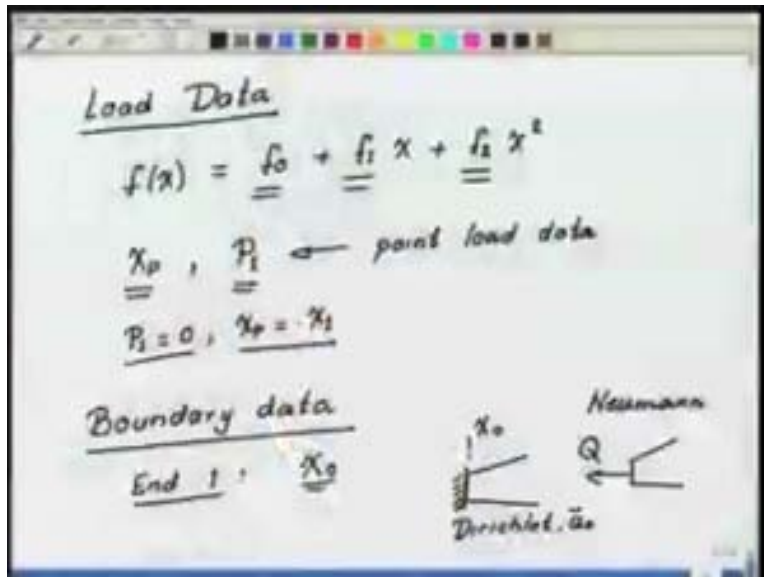 Load Data
f(x) = f₀ + f₁ x + f₂ x²
xₚ , P₁ ← point load data
P₁ = 0 , xₚ = x₁
Boundary data
End 1 , x₀
x₀
Dirichlet, ū₀
Neumann
Q